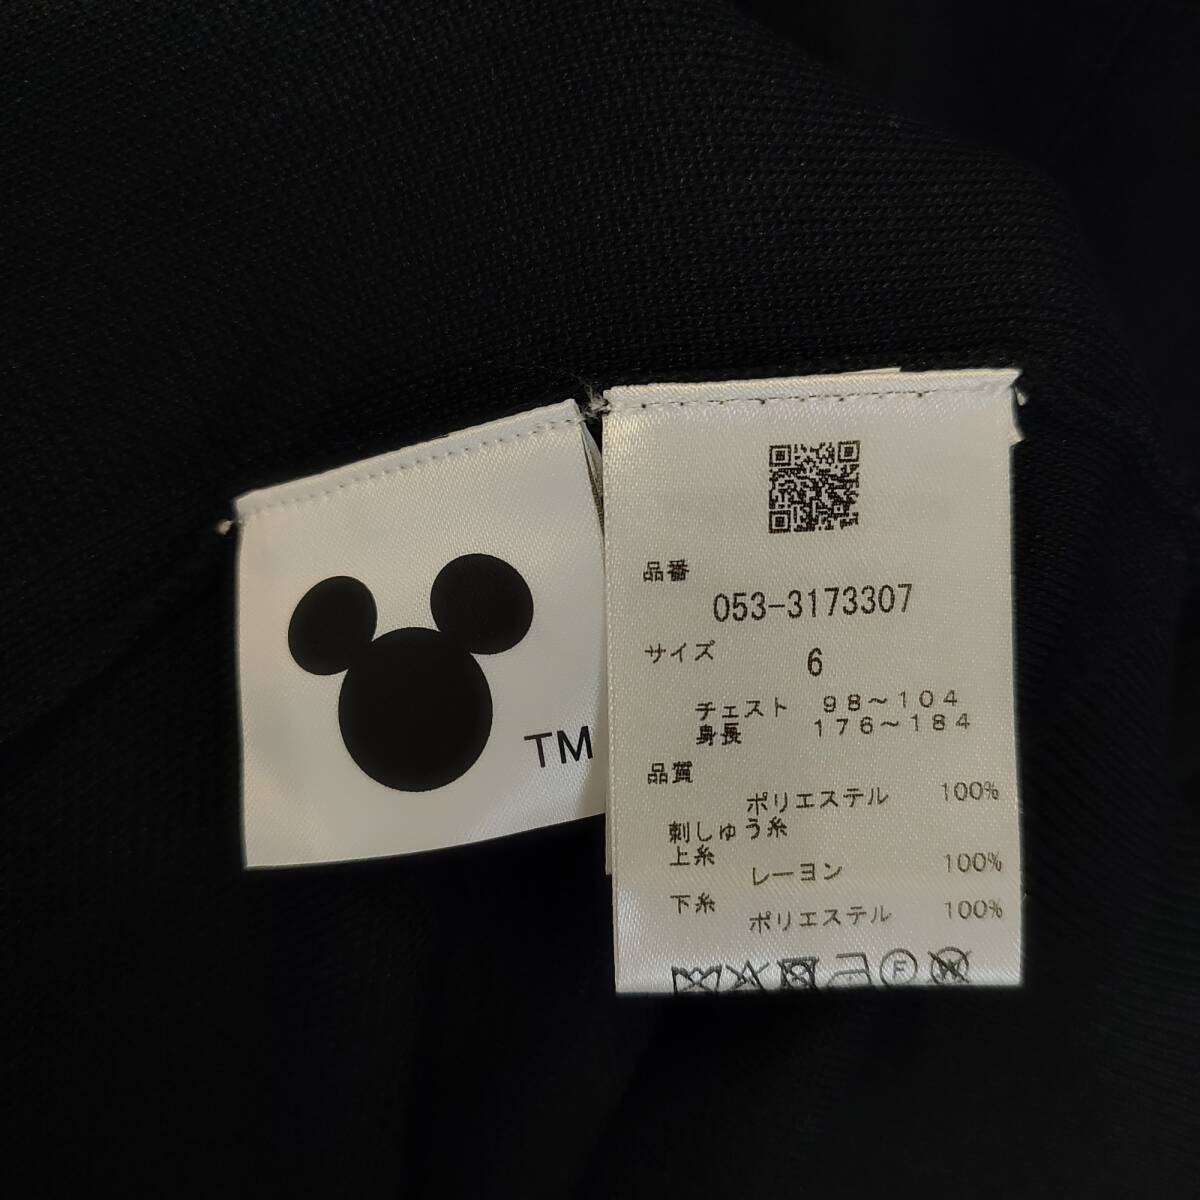 TM
品番
053-3173307
サイズ 6
チェスト 98～104
身長 176～184
品質
ポリエステル 100%
刺しゅう糸
上糸 レーヨン 100%
下糸 ポリエステル 100%
F